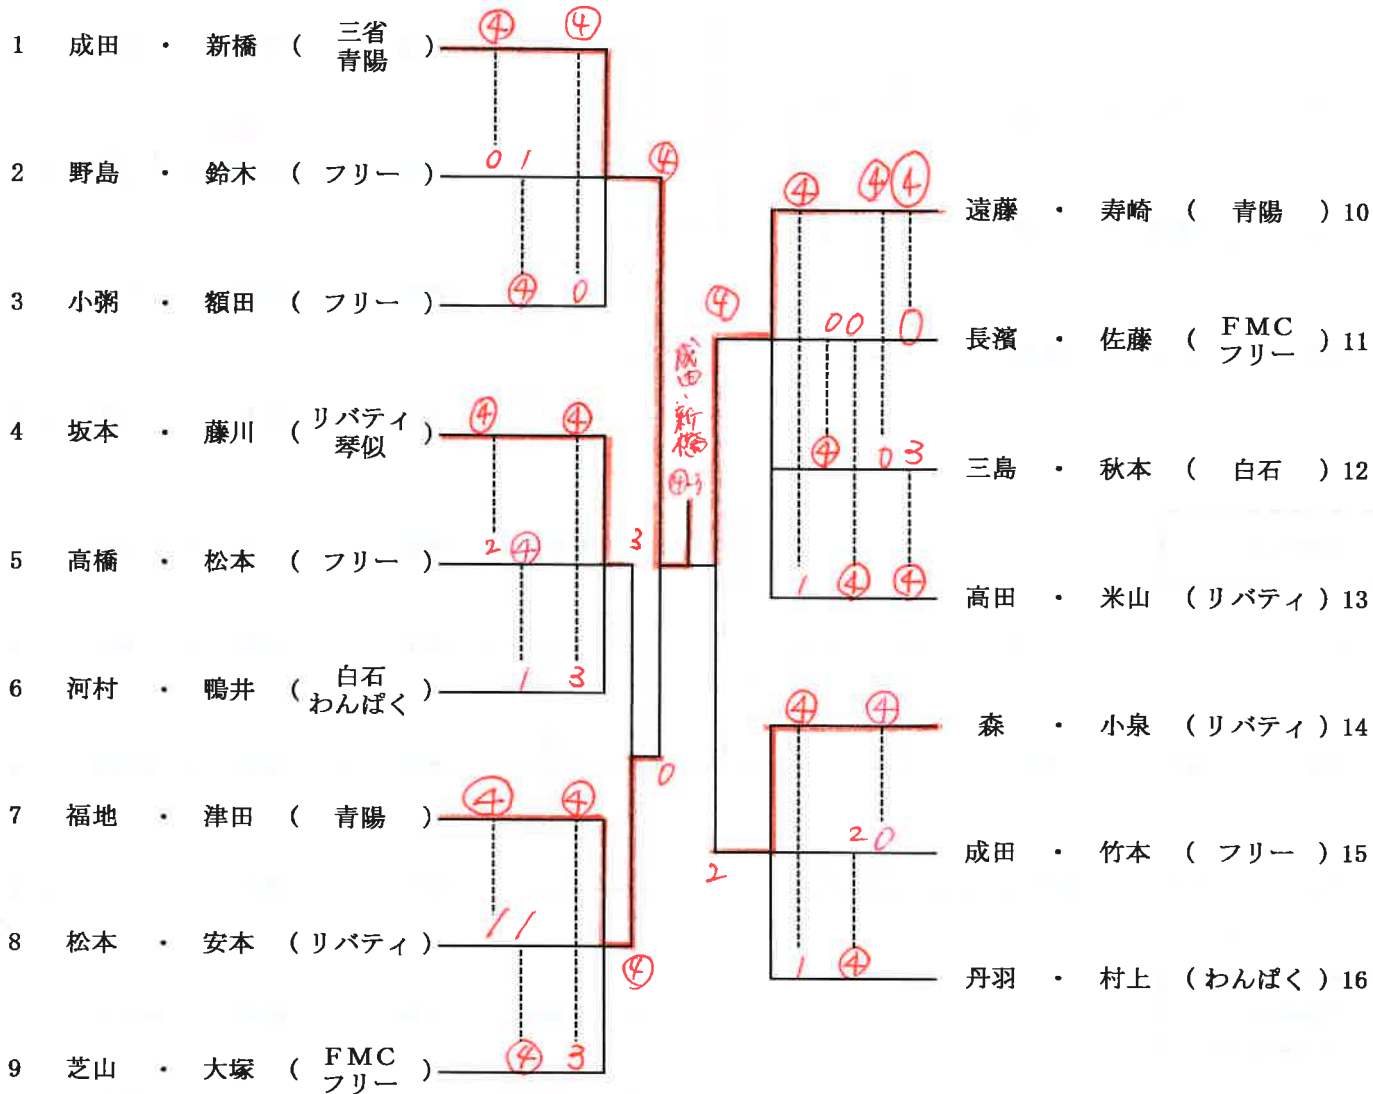 ④ ④
1 成田 ・ 新橋 ( 三省 青陽 )
0 1
2 野島 ・ 鈴木 ( フリー )
④ 0
3 小粥 ・ 額田 ( フリー )
④ ④
4 坂本 ・ 藤川 ( リバティ 琴似 )
2 ④
5 高橋 ・ 松本 ( フリー )
1 3
6 河村 ・ 鴨井 ( 白石 わんぱく )
④ ④
7 福地 ・ 津田 ( 青陽 )
1 1
8 松本 ・ 安本 ( リバティ )
④ 3
9 芝山 ・ 大塚 ( FMC フリー )
④
3
0
④
成田・新橋
④-3
④
2
④ ④ ④
遠藤 ・ 寿崎 ( 青陽 ) 10
0 0 0
長濱 ・ 佐藤 ( FMC フリー ) 11
④ 0 3
三島 ・ 秋本 ( 白石 ) 12
1 ④ ④
高田 ・ 米山 ( リバティ ) 13
④ ④
森 ・ 小泉 ( リバティ ) 14
2 0
成田 ・ 竹本 ( フリー ) 15
1 ④
丹羽 ・ 村上 ( わんぱく ) 16